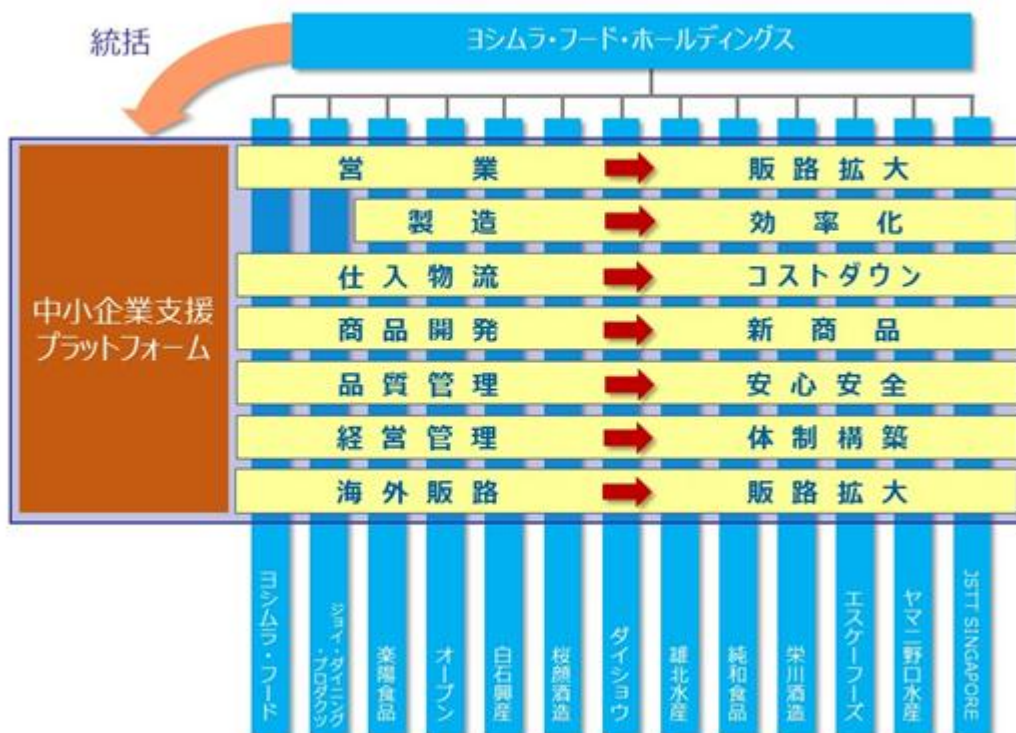 統括
ヨシムラ・フード・ホールディングス
中小企業支援
プラットフォーム
営業 販路拡大
製造 効率化
仕入物流 コストダウン
商品開発 新商品
品質管理 安心安全
経営管理 体制構築
海外販路 販路拡大
ヨシムラ・フード
ジョイ・ダイニング
・プロダクツ
楽陽食品
オーブン
白石興産
桜顔酒造
ダイショウ
雄北水産
純和食品
栄川酒造
エスケーフーズ
ヤマニ野口水産
JSTT SINGAPORE